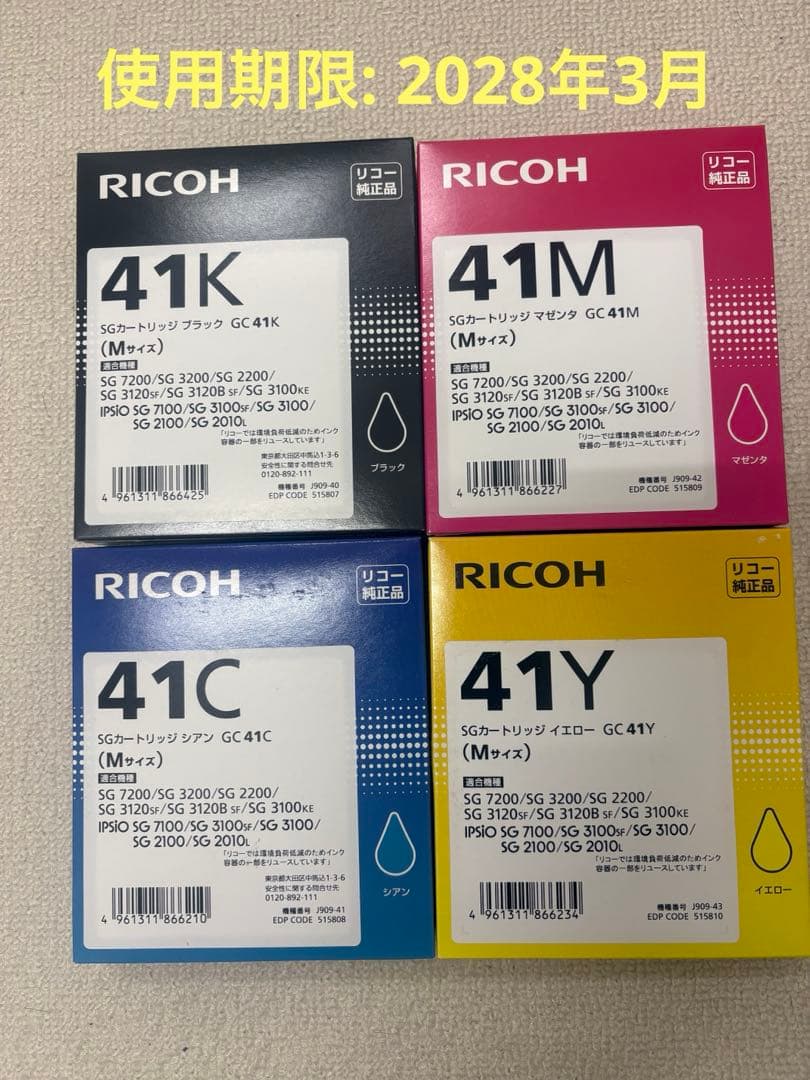 使用期限: 2028年3月
RICOH
リコー
純正品
41K
SGカートリッジ ブラック GC 41K
(Mサイズ)
適合機種
SG 7200/SG 3200/SG 2200/
SG 3120SF/SG 3120B SF/SG 3100KE
IPSiO SG 7100/SG 3100SF/SG 3100/
SG 2100/SG 2010L
「リコーでは環境負荷低減のためインク
容器の一部をリユースしています」
東京都大田区中馬込1-3-6
安全性に関する問合せ先
0120-892-111
4 961311 866425
機種番号 J909-40
EDP CODE 515807
ブラック
RICOH
リコー
純正品
41M
SGカートリッジ マゼンタ GC 41M
(Mサイズ)
適合機種
SG 7200/SG 3200/SG 2200/
SG 3120SF/SG 3120B SF/SG 3100KE
IPSiO SG 7100/SG 3100SF/SG 3100/
SG 2100/SG 2010L
「リコーでは環境負荷低減のためインク
容器の一部をリユースしています」
4 961311 866227
機種番号 J909-42
EDP CODE 515809
マゼンタ
RICOH
リコー
純正品
41C
SGカートリッジ シアン GC 41C
(Mサイズ)
適合機種
SG 7200/SG 3200/SG 2200/
SG 3120SF/SG 3120B SF/SG 3100KE
IPSiO SG 7100/SG 3100SF/SG 3100/
SG 2100/SG 2010L
「リコーでは環境負荷低減のためインク
容器の一部をリユースしています」
東京都大田区中馬込1-3-6
安全性に関する問合せ先
0120-892-111
4 961311 866210
機種番号 J909-41
EDP CODE 515808
シアン
RICOH
リコー
純正品
41Y
SGカートリッジ イエロー GC 41Y
(Mサイズ)
適合機種
SG 7200/SG 3200/SG 2200/
SG 3120SF/SG 3120B SF/SG 3100KE
IPSiO SG 7100/SG 3100SF/SG 3100/
SG 2100/SG 2010L
「リコーでは環境負荷低減のためインク
容器の一部をリユースしています」
4 961311 866234
機種番号 J909-43
EDP CODE 515810
イエロー